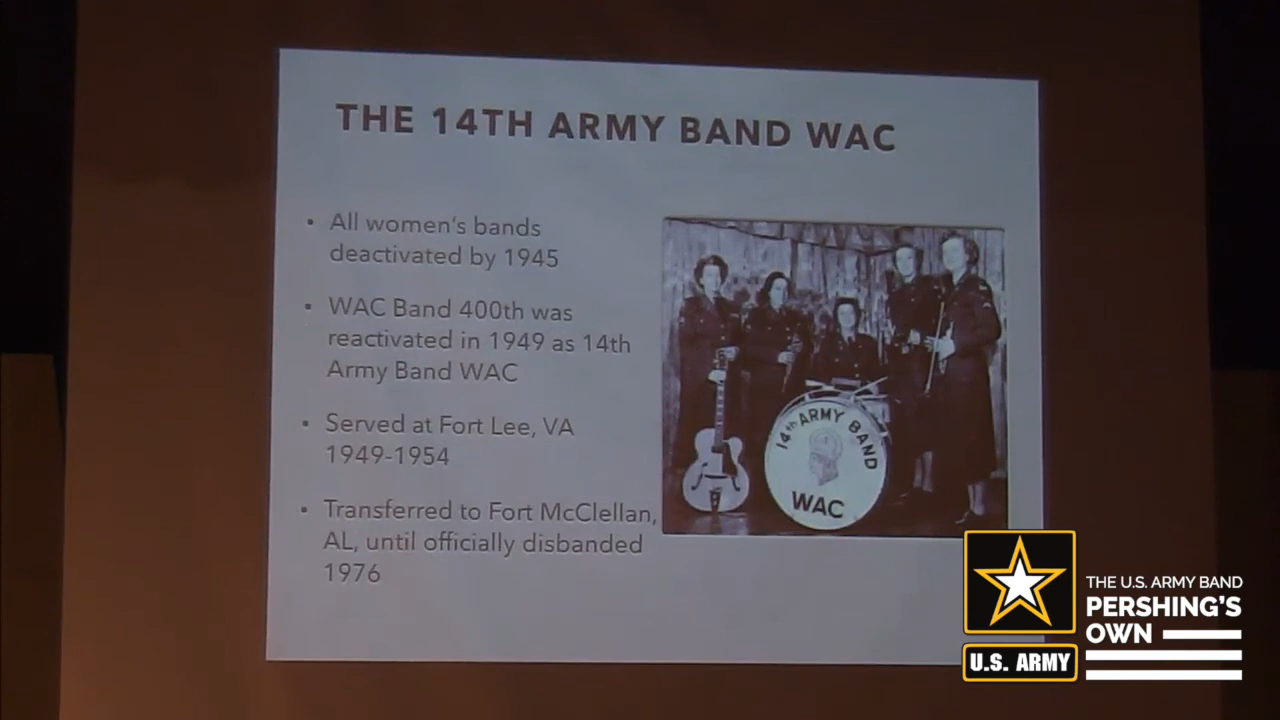 THE 14TH ARMY BAND WAC
• All women's bands
deactivated by 1945
• WAC Band 400th was
reactivated in 1949 as 14th
Army Band WAC
• Served at Fort Lee, VA
1949-1954
• Transferred to Fort McClellan,
AL, until officially disbanded
1976
14th ARMY BAND
WAC
U.S. ARMY
THE U.S. ARMY BAND
PERSHING'S
OWN